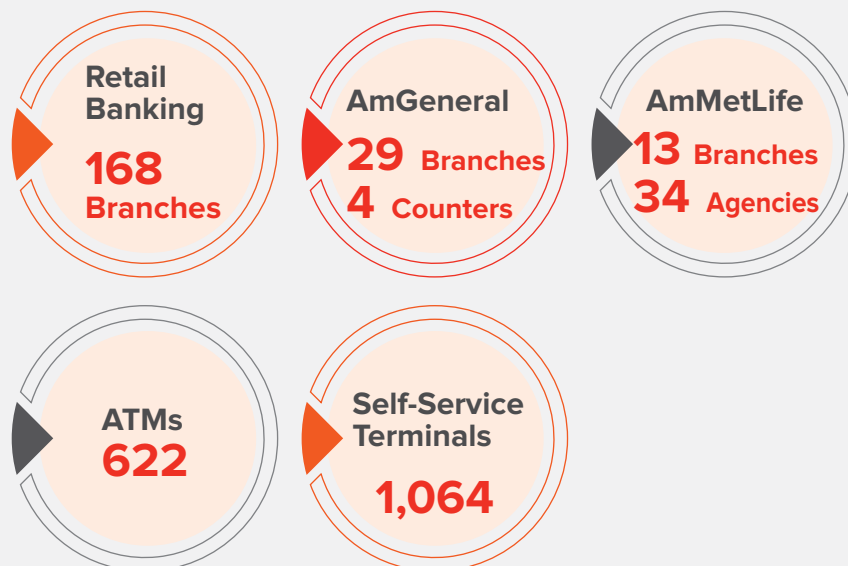 Retail
Banking
168
Branches
AmGeneral
29 Branches
4 Counters
AmMetLife
13 Branches
34 Agencies
ATMs
622
Self-Service
Terminals
1,064